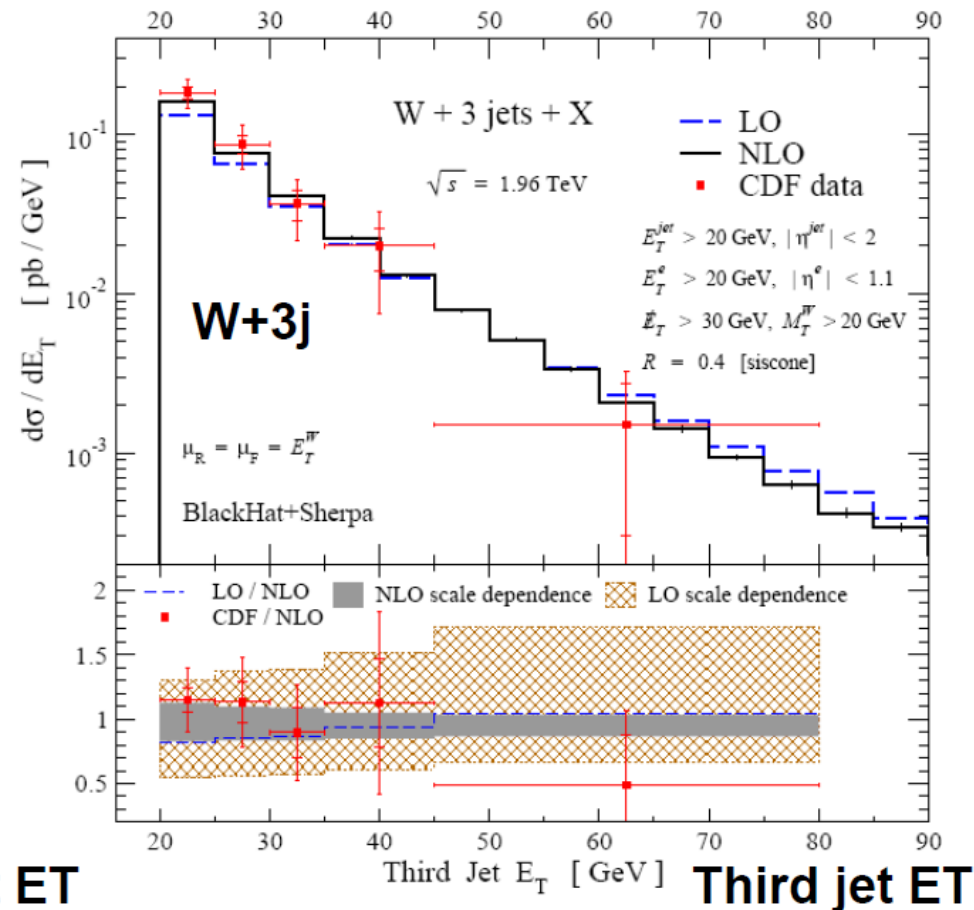 20 30 40 50 60 70 80 90
10⁻¹
10⁻²
10⁻³
dσ / dE_T [ pb / GeV ]
W + 3 jets + X
√s = 1.96 TeV
LO
NLO
CDF data
E_T^jet > 20 GeV, | η^jet | < 2
E_T^e > 20 GeV, | η^e | < 1.1
E̸_T > 30 GeV, M_T^W > 20 GeV
R = 0.4 [siscone]
W+3j
μ_R = μ_F = E_T^W
BlackHat+Sherpa
LO / NLO
CDF / NLO
NLO scale dependence
LO scale dependence
2
1.5
1
0.5
20 30 40 50 60 70 80 90
Third Jet E_T [ GeV ]
ET
Third jet ET